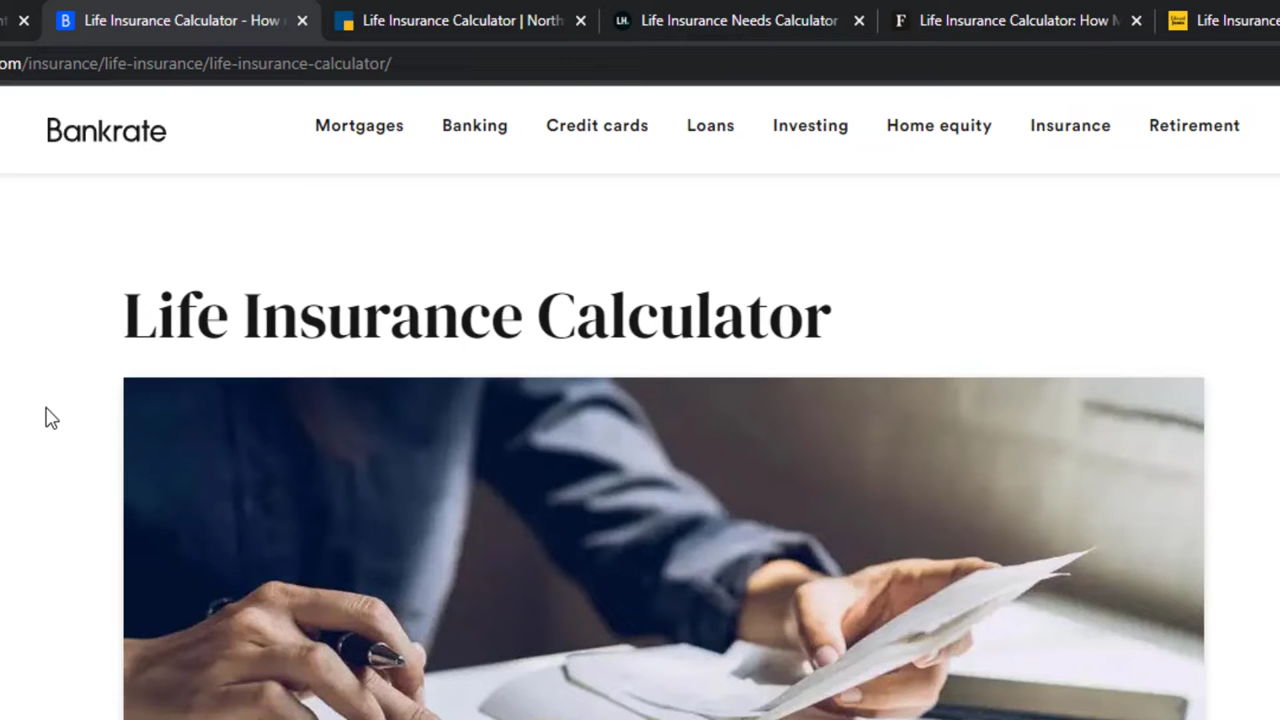 Life Insurance Calculator - How
Life Insurance Calculator | North
LH.
Life Insurance Needs Calculator
F
Life Insurance Calculator: How
Life Insurance
om/insurance/life-insurance/life-insurance-calculator/
Bankrate
Mortgages
Banking
Credit cards
Loans
Investing
Home equity
Insurance
Retirement
Life Insurance Calculator